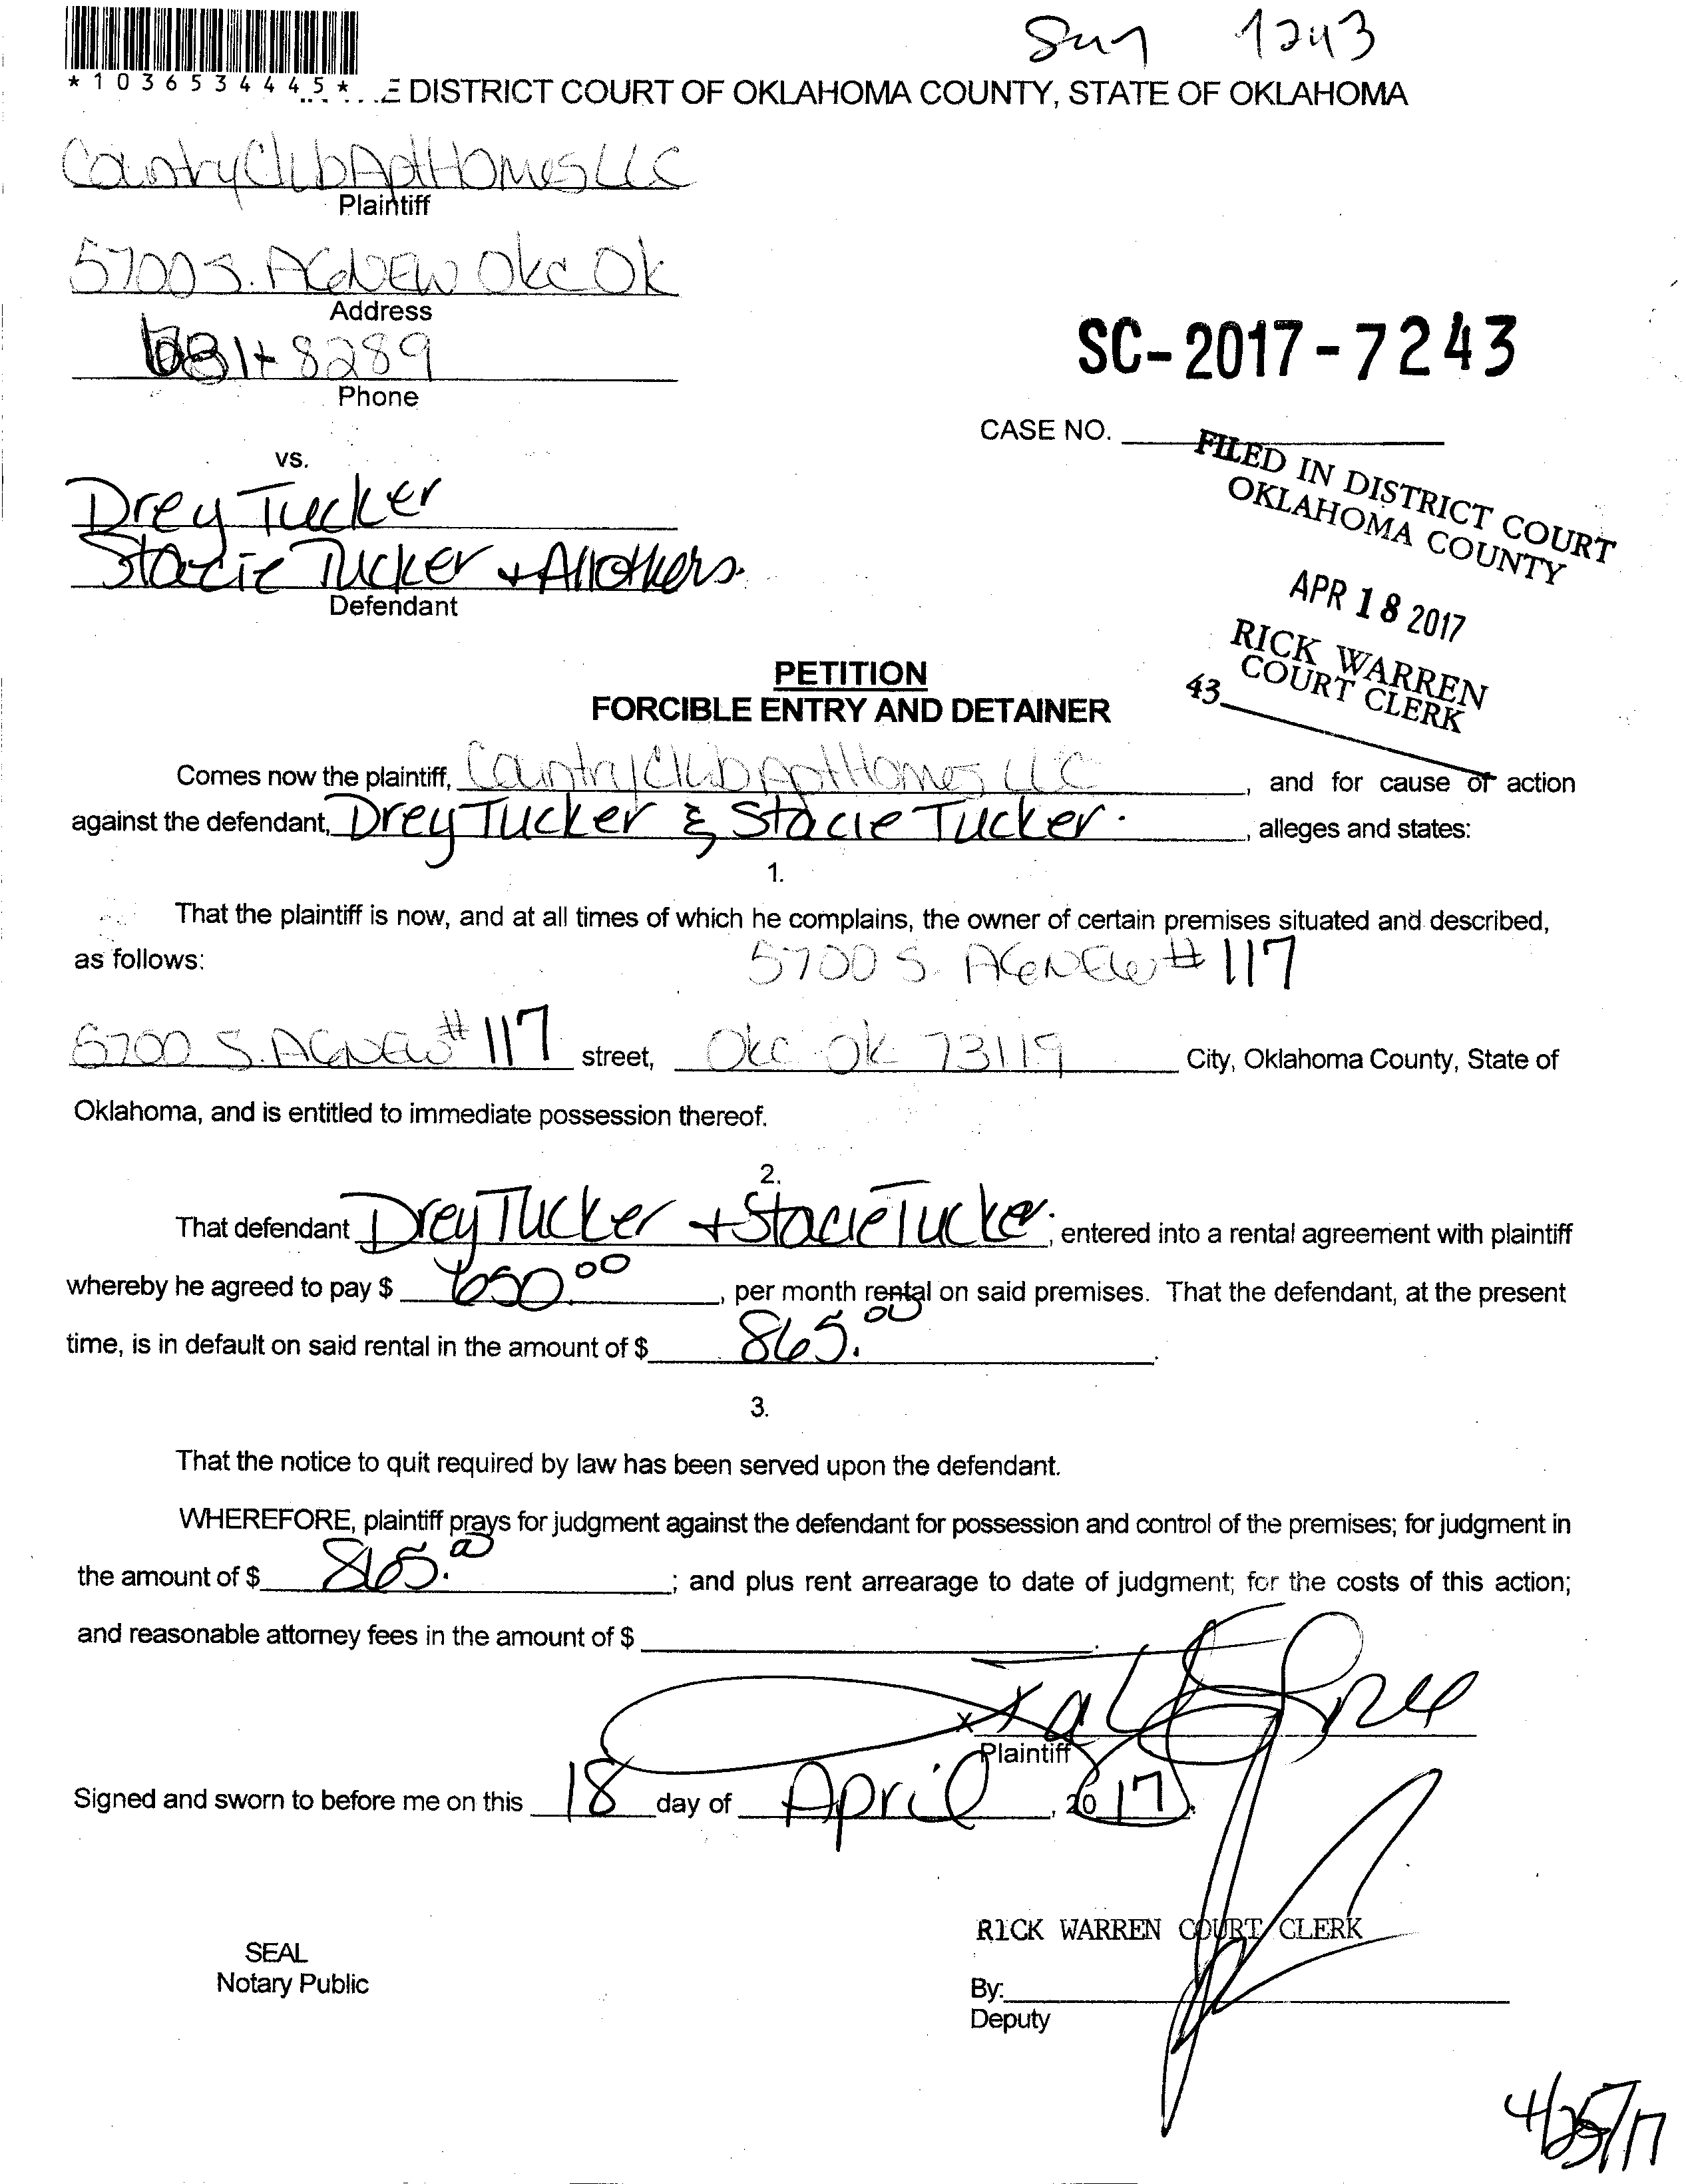 1243
*1036534445*
E DISTRICT COURT OF OKLAHOMA COUNTY, STATE OF OKLAHOMA
CountryClubAptHomes LLC
Plaintiff
5700 S. AGNEW Okc Ok
Address
8289
Phone
SC-2017-7243
CASE NO.
FILED IN DISTRICT COURT
OKLAHOMA COUNTY
APR 18 2017
RICK WARREN
COURT CLERK
43
vs.
Drey Tucker
Stacie Tucker + All others.
Defendant
PETITION
FORCIBLE ENTRY AND DETAINER
Comes now the plaintiff, Country Club Apt Homes LLC, and for cause of action
against the defendant, Drey Tucker & Stacie Tucker., alleges and states:
1.
That the plaintiff is now, and at all times of which he complains, the owner of certain premises situated and described,
as follows: 5700 S. AGNEW # 117
5700 S. AGNEW # 117 street, Okc Ok 73119 City, Oklahoma County, State of
Oklahoma, and is entitled to immediate possession thereof.
2.
That defendant Drey Tucker + Stacie Tucker, entered into a rental agreement with plaintiff
whereby he agreed to pay $ 650.00, per month rental on said premises. That the defendant, at the present
time, is in default on said rental in the amount of $ 865.00.
3.
That the notice to quit required by law has been served upon the defendant.
WHEREFORE, plaintiff prays for judgment against the defendant for possession and control of the premises; for judgment in
the amount of $ 865.00; and plus rent arrearage to date of judgment; for the costs of this action;
and reasonable attorney fees in the amount of $
x
Plaintiff
Signed and sworn to before me on this 18 day of April, 2017.
RICK WARREN COURT CLERK
SEAL
Notary Public
By:
Deputy
4/25/17